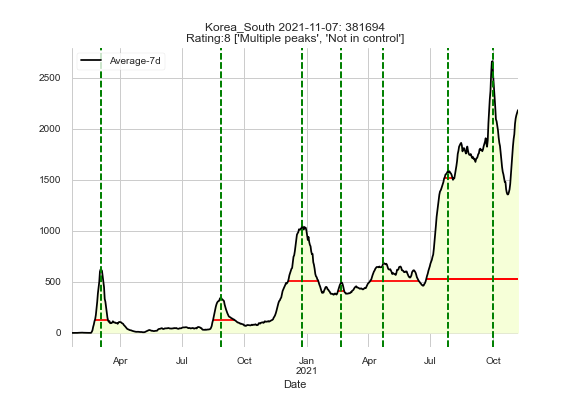 Korea_South 2021-11-07: 381694
Rating:8 ['Multiple peaks', 'Not in control']
Average-7d
2500
2000
1500
1000
500
0
Apr Jul Oct Jan Apr Jul Oct
2021
Date